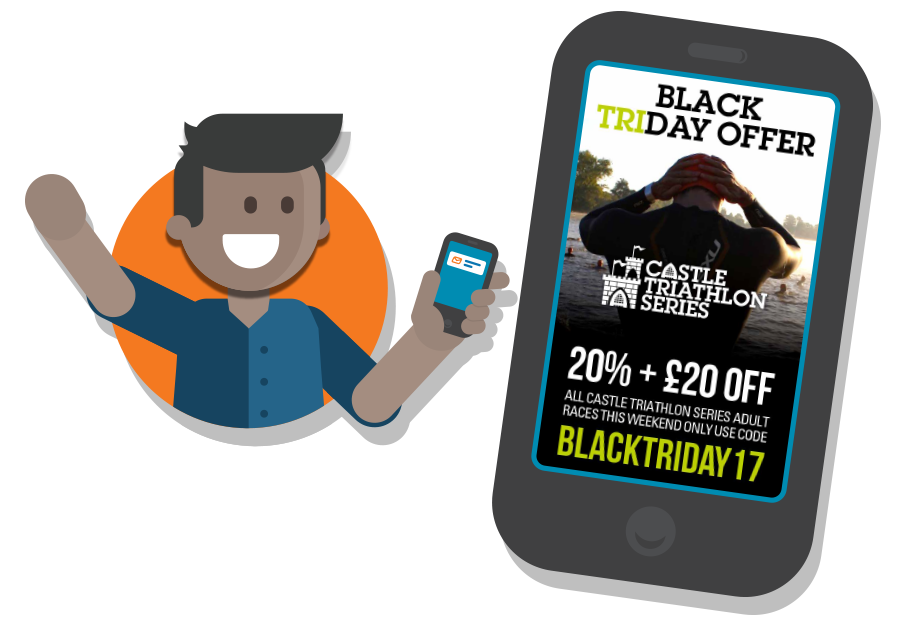 BLACK
TRIDAY OFFER
CASTLE
TRIATHLON
SERIES
20% + £20 OFF
ALL CASTLE TRIATHLON SERIES ADULT
RACES THIS WEEKEND ONLY USE CODE
BLACKTRIDAY17